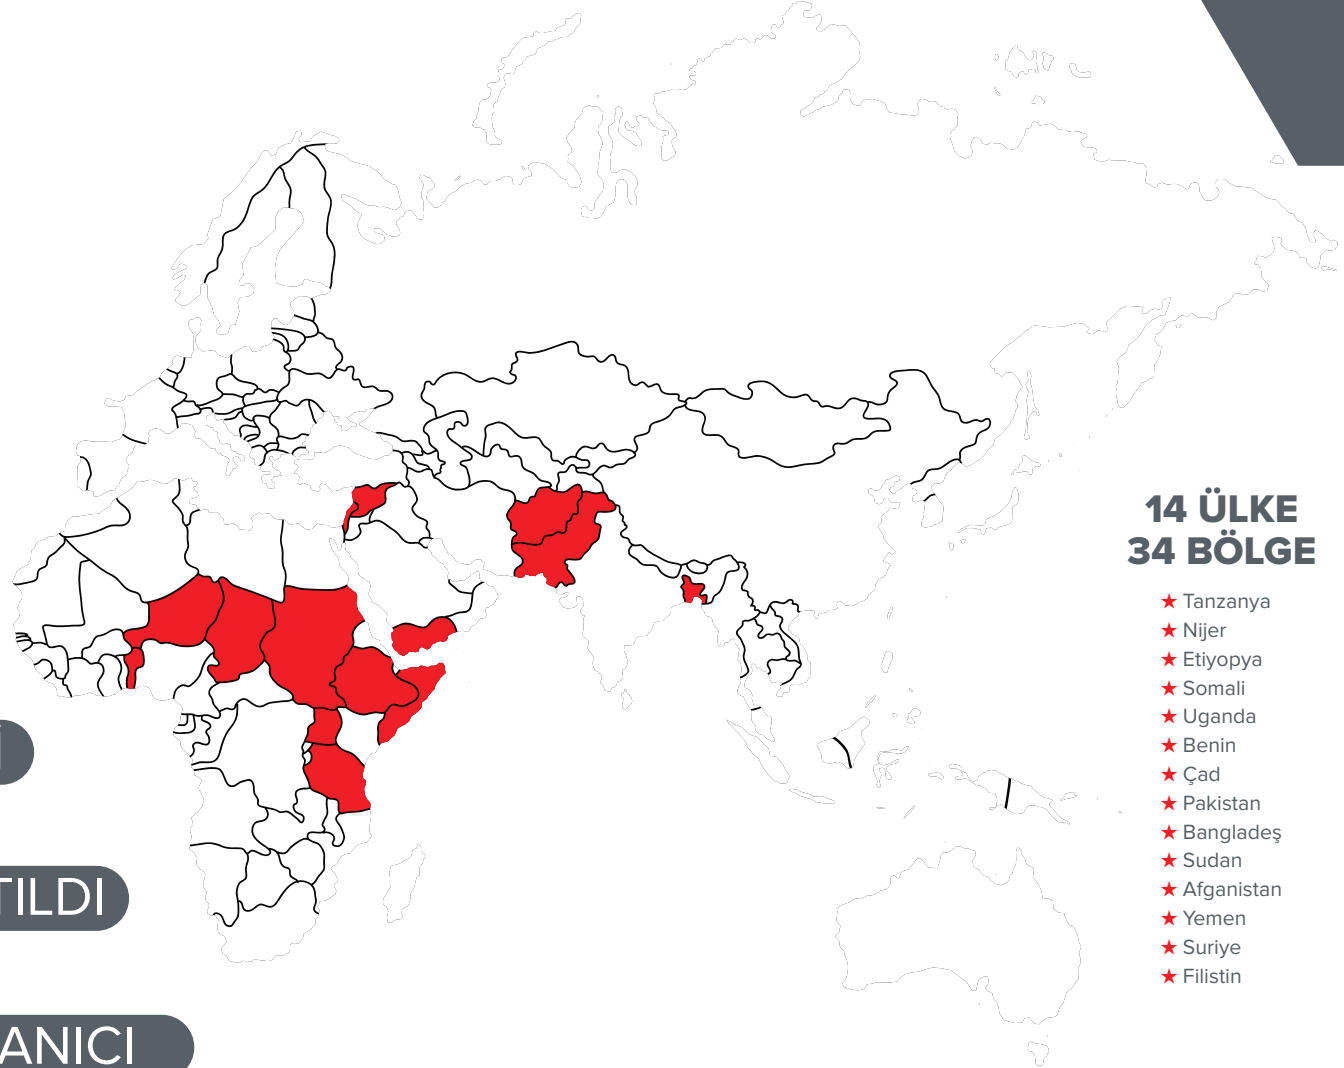 14 ÜLKE
34 BÖLGE
Tanzanya
Nijer
Etiyopya
Somali
Uganda
Benin
Çad
Pakistan
Bangladeş
Sudan
Afganistan
Yemen
Suriye
Filistin
TILDI
ANICI